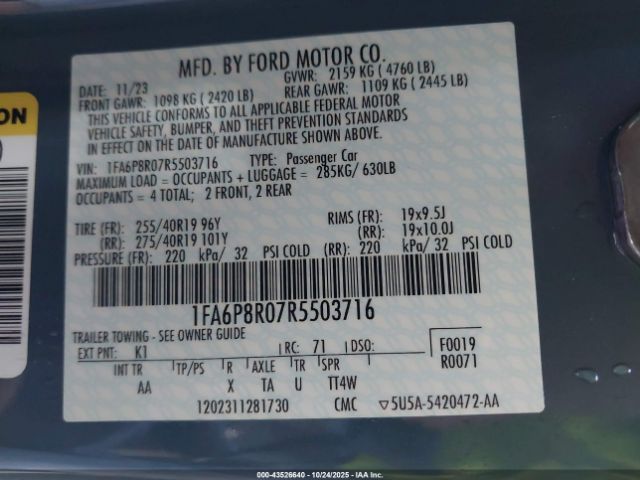 ON
MFD. BY FORD MOTOR CO.
DATE: 11/23 GVWR: 2159 KG ( 4760 LB)
FRONT GAWR: 1098 KG ( 2420 LB) REAR GAWR: 1109 KG ( 2445 LB)
THIS VEHICLE CONFORMS TO ALL APPLICABLE FEDERAL MOTOR
VEHICLE SAFETY, BUMPER, AND THEFT PREVENTION STANDARDS
IN EFFECT ON THE DATE OF MANUFACTURE SHOWN ABOVE.
VIN: 1FA6P8R07R5503716 TYPE: Passenger Car
MAXIMUM LOAD = OCCUPANTS + LUGGAGE = 285KG/ 630LB
OCCUPANTS = 4 TOTAL; 2 FRONT, 2 REAR
TIRE (FR): 255/40R19 96Y RIMS (FR): 19x9.5J
(RR): 275/40R19 101Y (RR): 19x10.0J
PRESSURE (FR): 220 kPa/ 32 PSI COLD (RR): 220 kPa/ 32 PSI COLD
1FA6P8R07R5503716
TRAILER TOWING - SEE OWNER GUIDE
EXT PNT: K1 RC: 71 DSO: F0019
R0071
INT TR TP/PS R AXLE TR SPR
AA X TA U TT4W
1202311281730 CMC ▽5U5A-5420472-AA
000-43526640 - 10/24/2025 - IAA, Inc.